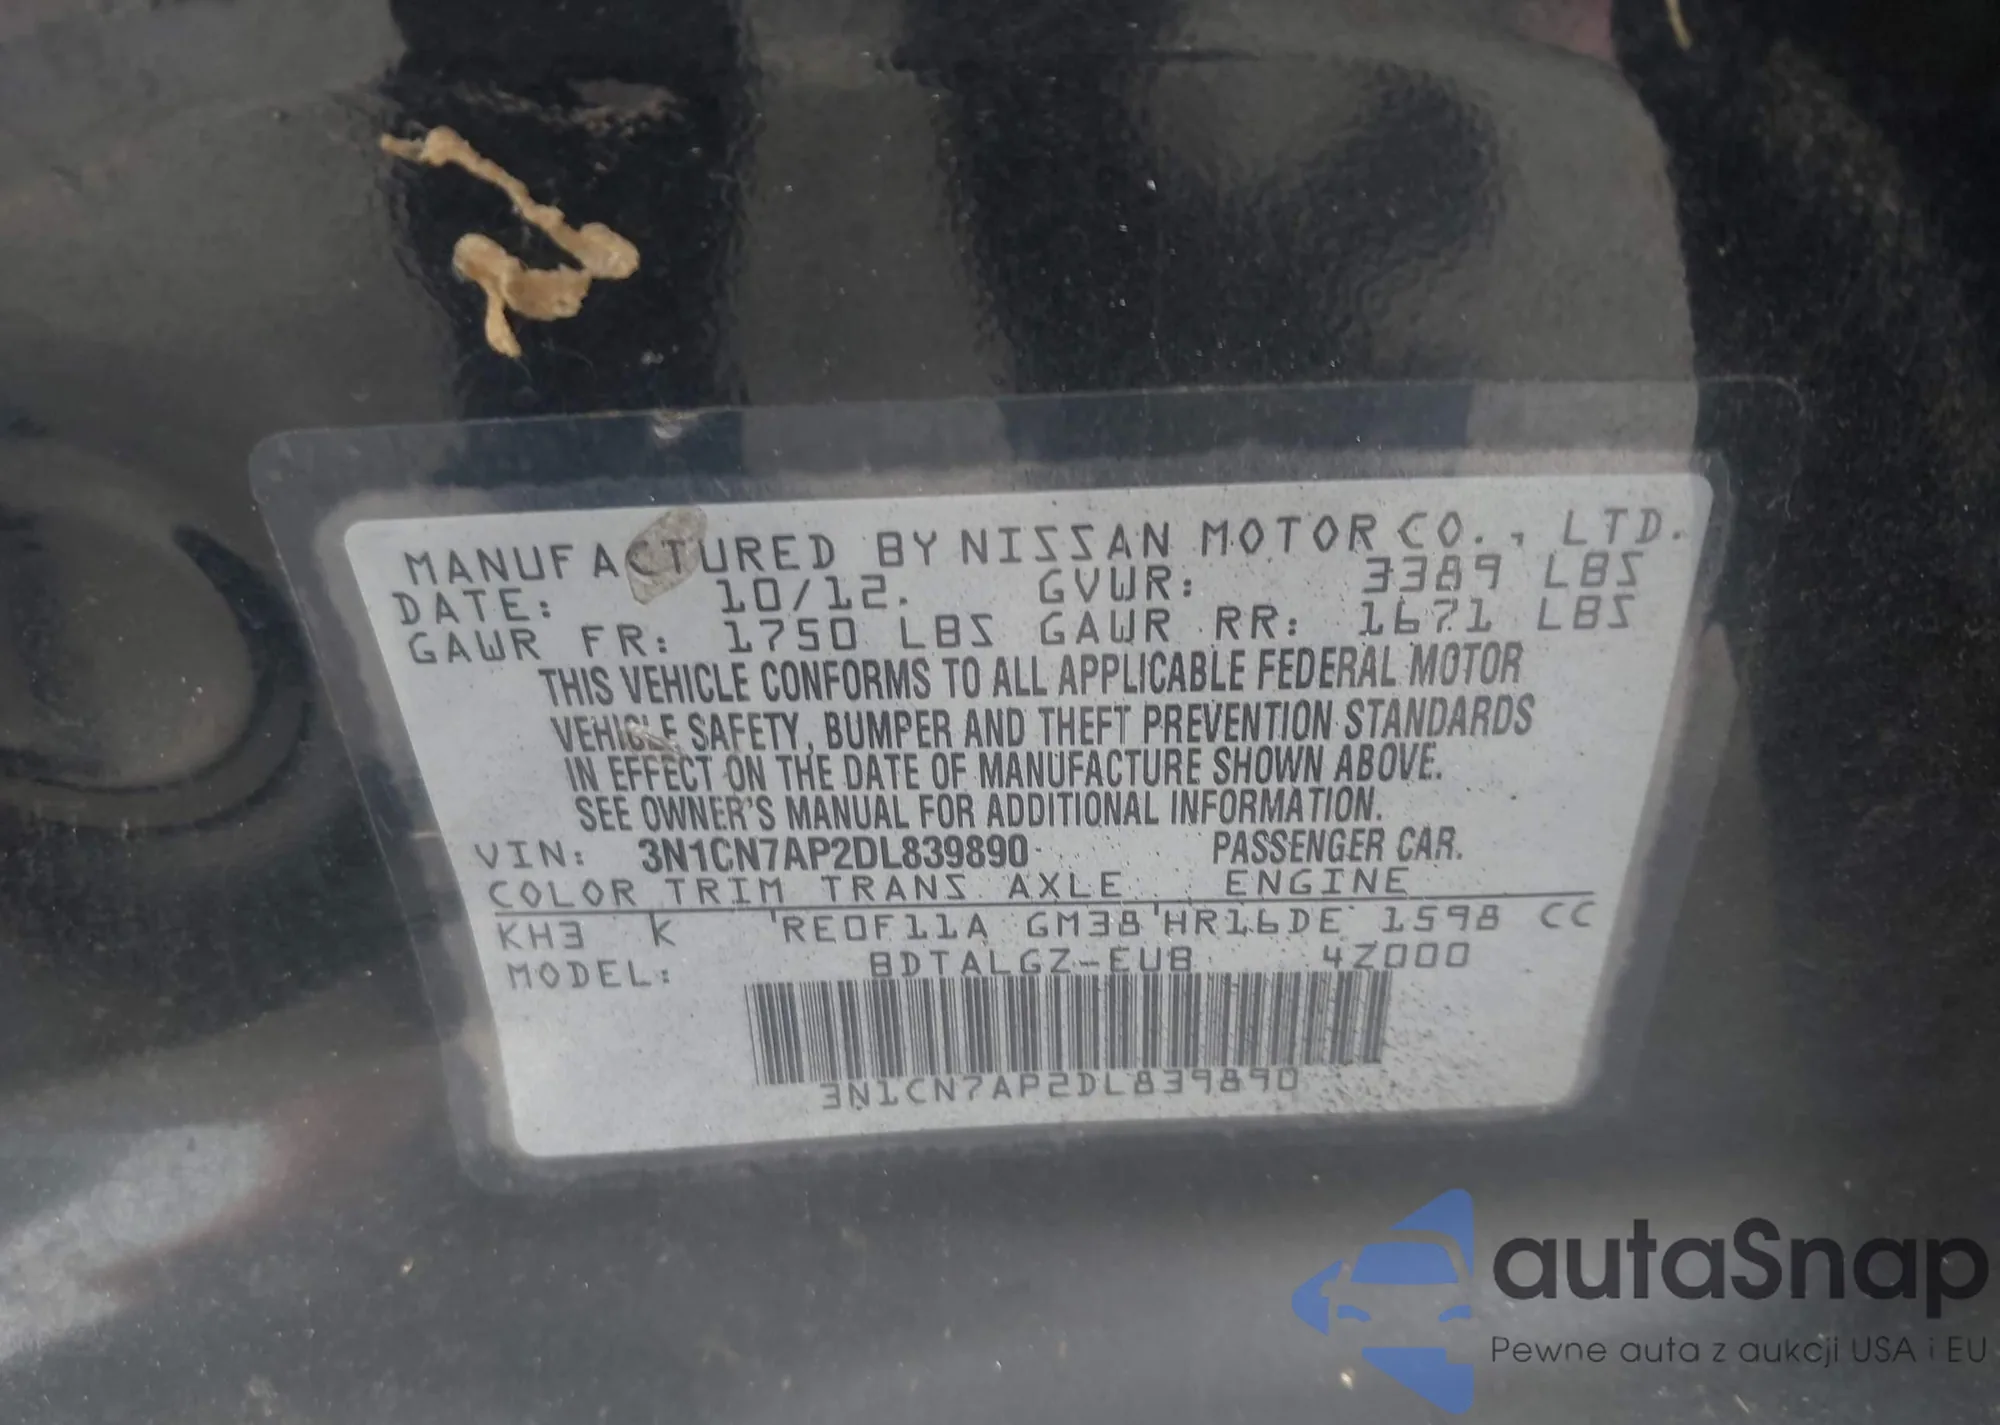 MANUFACTURED BY NISSAN MOTOR CO., LTD.
DATE: 10/12. GVWR: 3389 LBS
GAWR FR: 1750 LBS GAWR RR: 1671 LBS
THIS VEHICLE CONFORMS TO ALL APPLICABLE FEDERAL MOTOR
VEHICLE SAFETY, BUMPER AND THEFT PREVENTION STANDARDS
IN EFFECT ON THE DATE OF MANUFACTURE SHOWN ABOVE.
SEE OWNER'S MANUAL FOR ADDITIONAL INFORMATION.
VIN: 3N1CN7AP2DL839890 PASSENGER CAR.
COLOR TRIM TRANS AXLE ENGINE
KH3 K RE0F11A GM38 HR16DE 1598 CC
MODEL: BDTALGZ-EUB 4Z000
3N1CN7AP2DL839890
autaSnap
Pewne auta z aukcji USA i EU